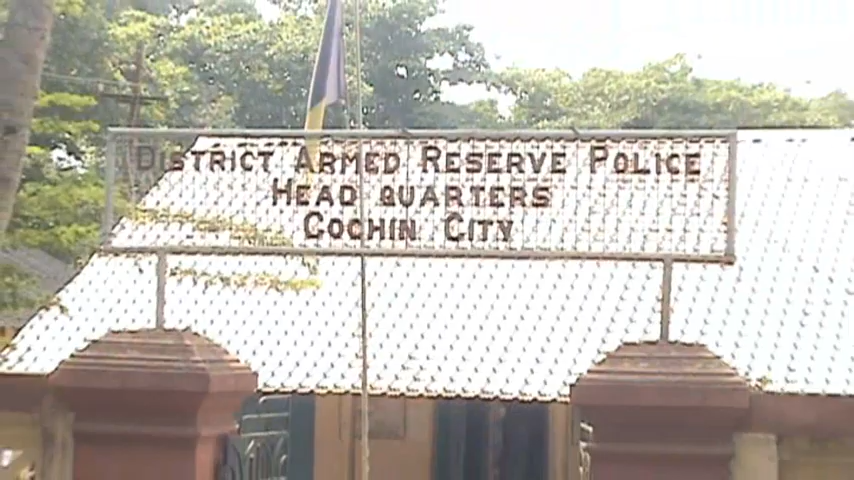 DISTRICT ARMED RESERVE POLICE
HEAD QUARTERS
COCHIN CITY